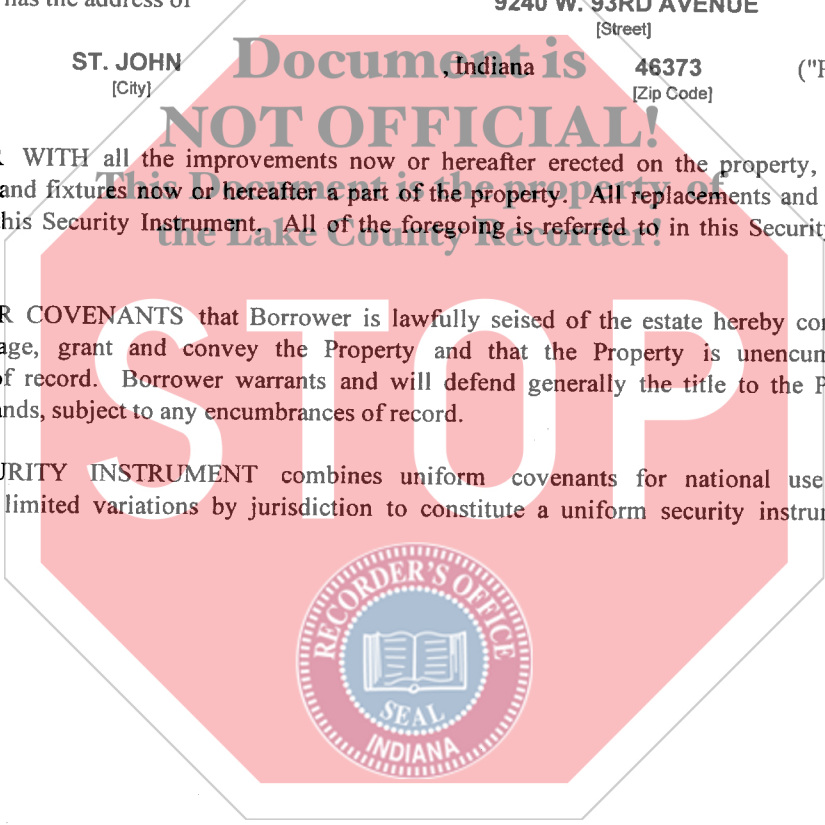 has the address of
9240 W. 93RD AVENUE
[Street]
ST. JOHN , Indiana 46373 ("
[City] [Zip Code]
Document is
NOT OFFICIAL!
This Document is the property of
the Lake County Recorder!
R WITH all the improvements now or hereafter erected on the property,
and fixtures now or hereafter a part of the property. All replacements and
his Security Instrument. All of the foregoing is referred to in this Security
R COVENANTS that Borrower is lawfully seised of the estate hereby co
age, grant and convey the Property and that the Property is unencum
of record. Borrower warrants and will defend generally the title to the P
nds, subject to any encumbrances of record.
STOP
URITY INSTRUMENT combines uniform covenants for national use
limited variations by jurisdiction to constitute a uniform security instru
RECORDER'S OFFICE
SEAL
INDIANA